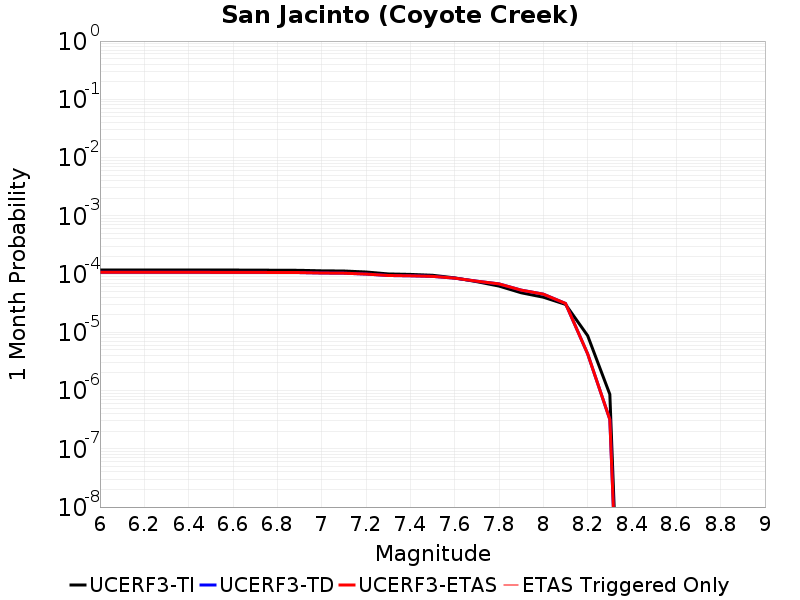 San Jacinto (Coyote Creek)
1 Month Probability
10^0
10^-1
10^-2
10^-3
10^-4
10^-5
10^-6
10^-7
10^-8
6 6.2 6.4 6.6 6.8 7 7.2 7.4 7.6 7.8 8 8.2 8.4 8.6 8.8 9
Magnitude
UCERF3-TI UCERF3-TD UCERF3-ETAS ETAS Triggered Only